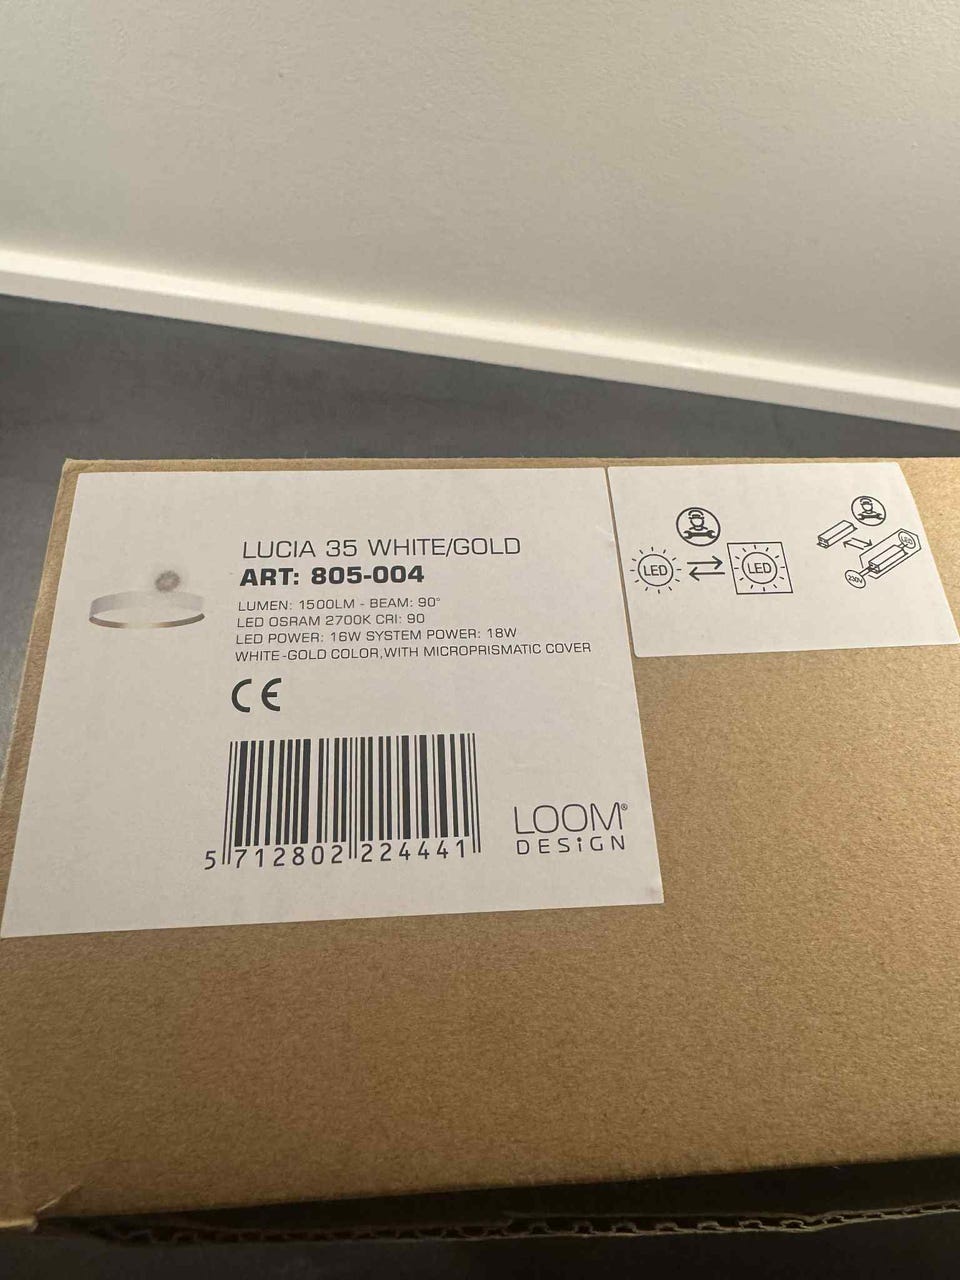 LUCIA 35 WHITE/GOLD
ART: 805-004
LUMEN: 1500LM - BEAM: 90°
LED OSRAM 2700K CRI: 90
LED POWER: 16W SYSTEM POWER: 18W
WHITE-GOLD COLOR,WITH MICROPRISMATIC COVER
CE
5 712802 224441
LOOM®
DESIGN
LED
LED
LED
230V